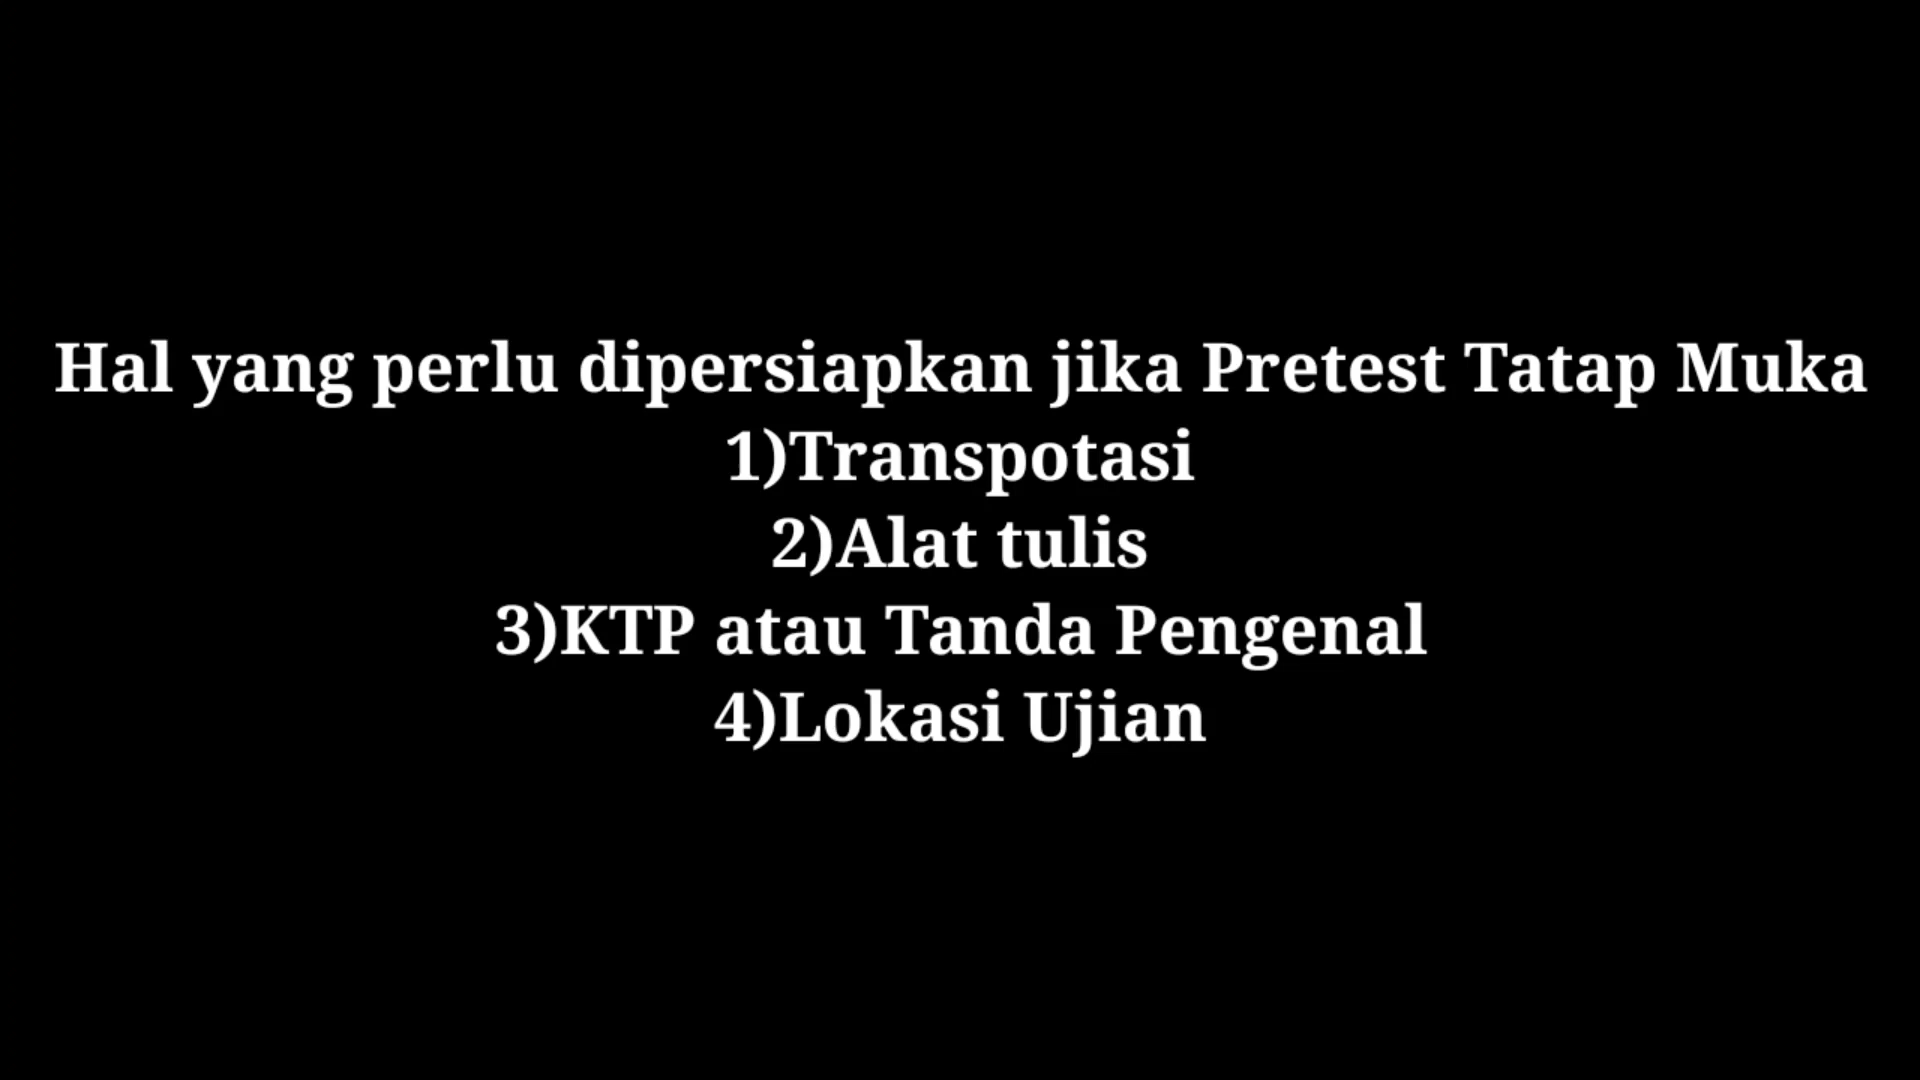 Hal yang perlu dipersiapkan jika Pretest Tatap Muka
1)Transpotasi
2)Alat tulis
3)KTP atau Tanda Pengenal
4)Lokasi Ujian